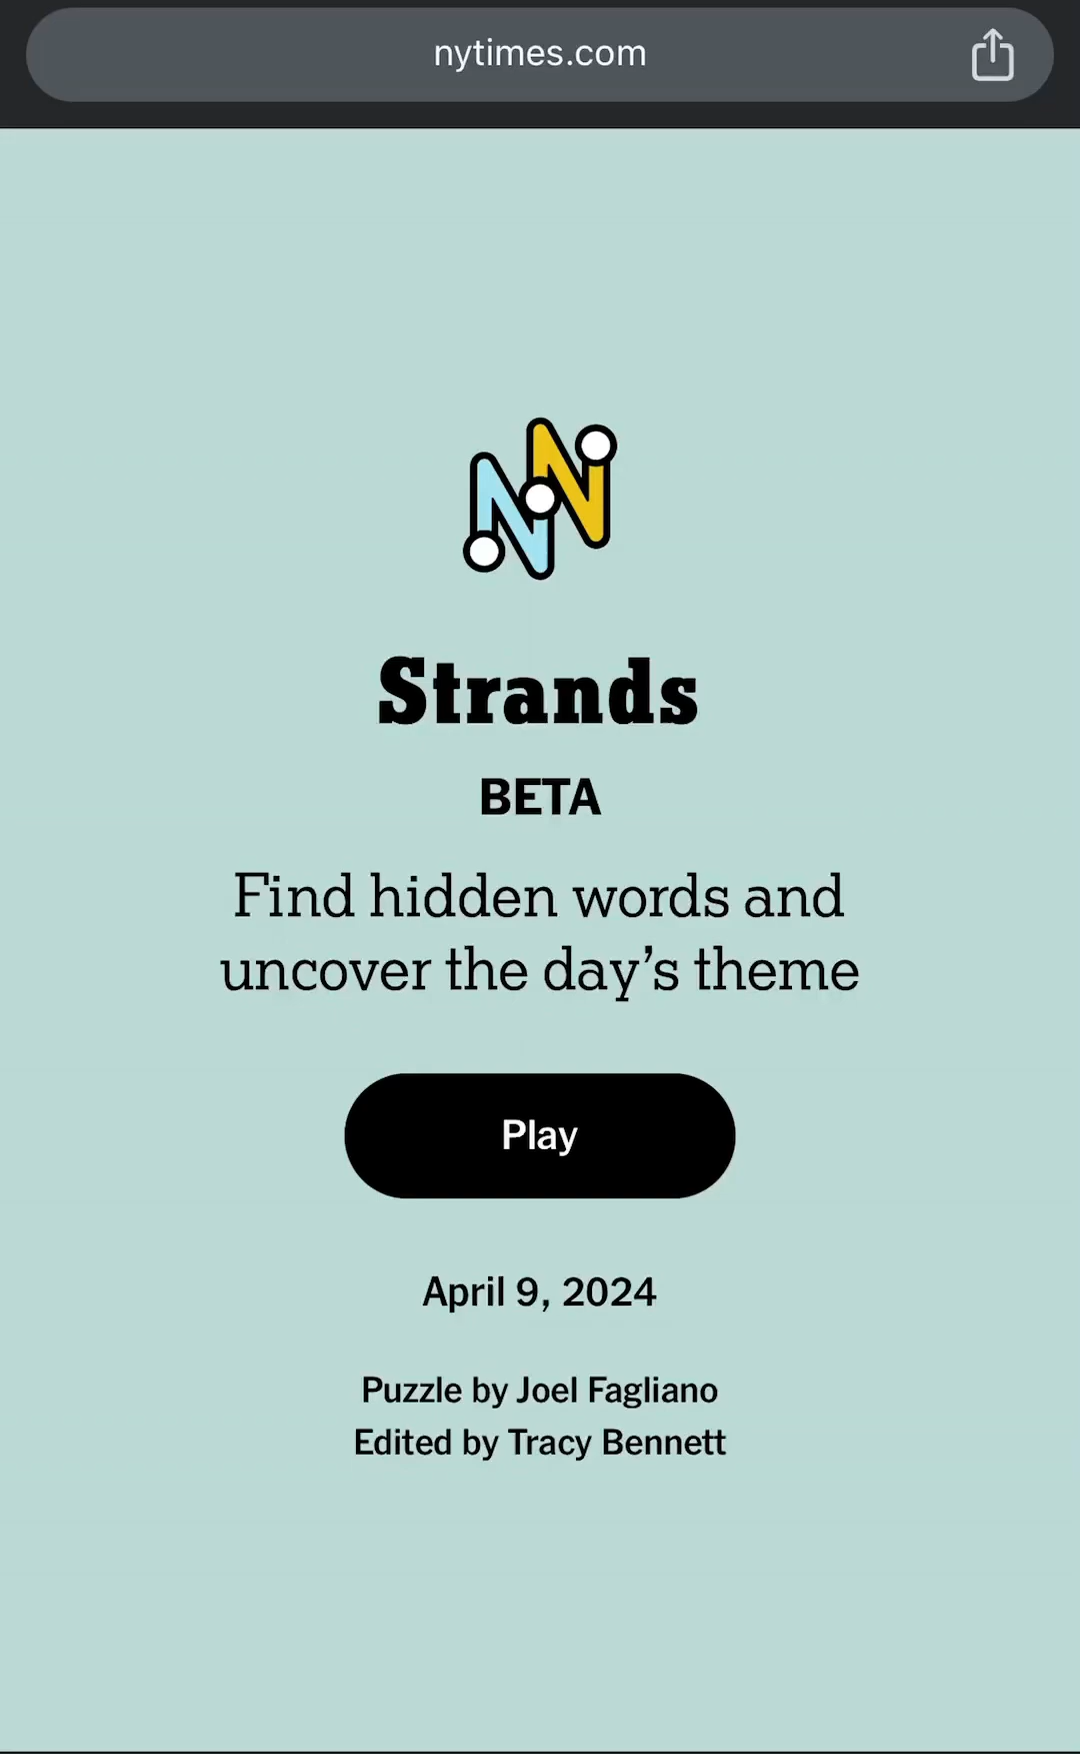 nytimes.com
Strands
BETA
Find hidden words and
uncover the day’s theme
Play
April 9, 2024
Puzzle by Joel Fagliano
Edited by Tracy Bennett